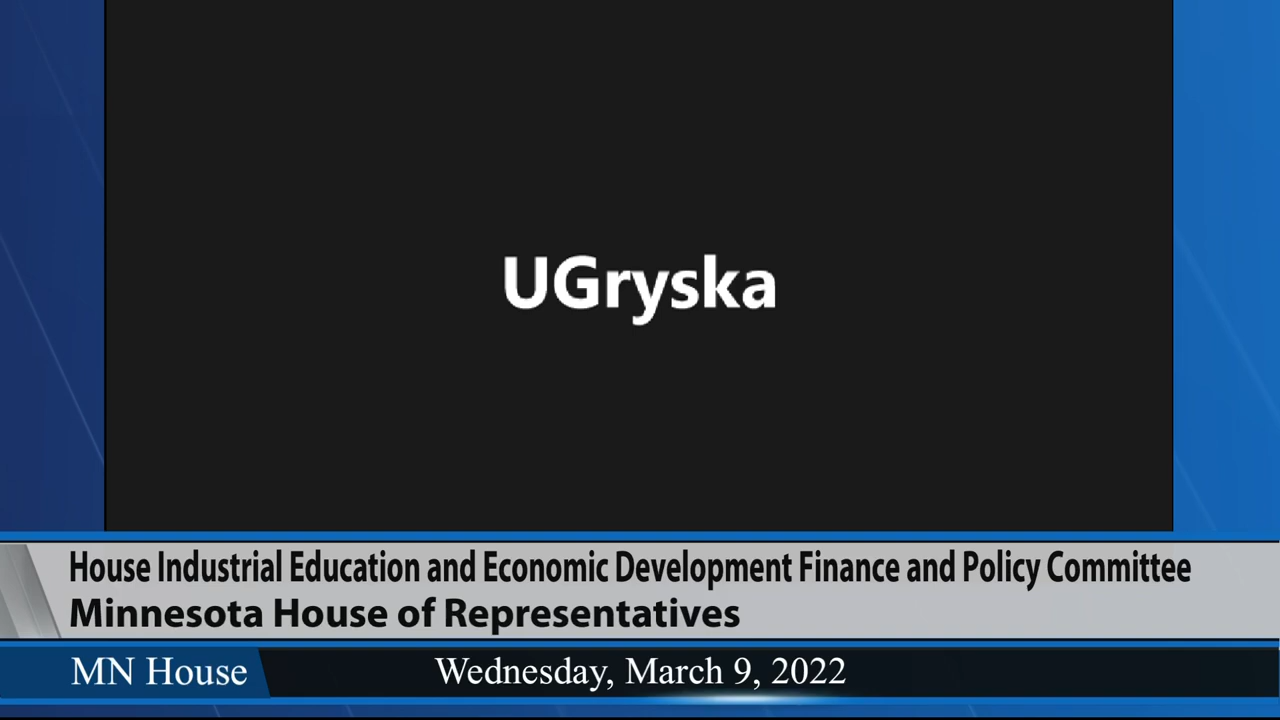 UGryska
House Industrial Education and Economic Development Finance and Policy Committee
Minnesota House of Representatives
MN House
Wednesday, March 9, 2022